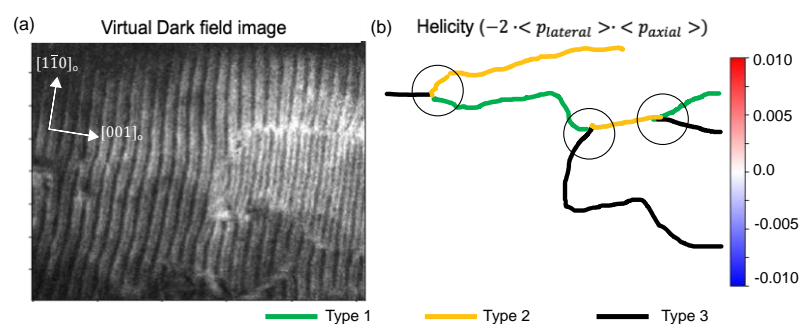 (a) Virtual Dark field image
[11̅0]ₒ
[001]ₒ
(b) Helicity (−2 ⋅< p_lateral >⋅< p_axial >)
0.010
0.005
0.0
-0.005
-0.010
Type 1 Type 2 Type 3